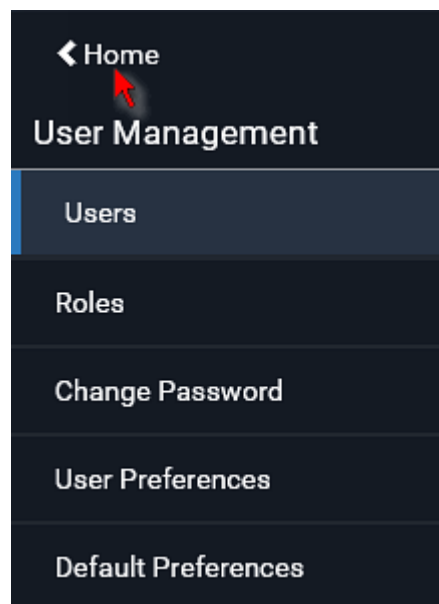 Home
User Management
Users
Roles
Change Password
User Preferences
Default Preferences